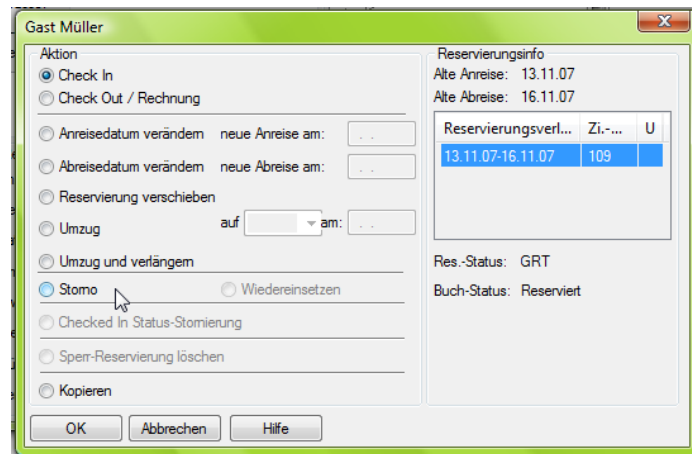 Gast Müller
Aktion
Check In
Check Out / Rechnung
Anreisedatum verändern neue Anreise am: . .
Abreisedatum verändern neue Abreise am: . .
Reservierung verschieben
Umzug auf am: . .
Umzug und verlängern
Storno Wiedereinsetzen
Checked In Status-Stornierung
Sperr-Reservierung löschen
Kopieren
OK Abbrechen Hilfe
Reservierungsinfo
Alte Anreise: 13.11.07
Alte Abreise: 16.11.07
Reservierungsverl... Zi.-... U
13.11.07-16.11.07 109
Res.-Status: GRT
Buch-Status: Reserviert